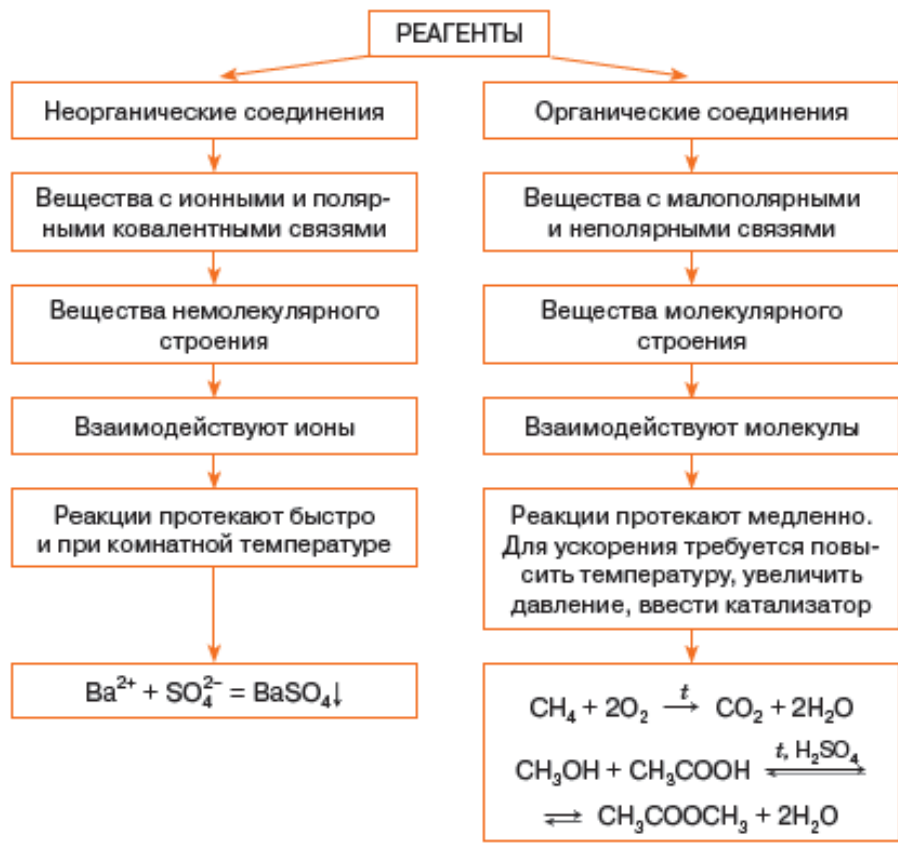 РЕАГЕНТЫ
Неорганические соединения
Вещества с ионными и поляр-
ными ковалентными связями
Вещества немолекулярного
строения
Взаимодействуют ионы
Реакции протекают быстро
и при комнатной температуре
Ba²⁺ + SO₄²⁻ = BaSO₄↓
Органические соединения
Вещества с малополярными
и неполярными связями
Вещества молекулярного
строения
Взаимодействуют молекулы
Реакции протекают медленно.
Для ускорения требуется повы-
сить температуру, увеличить
давление, ввести катализатор
t
CH₄ + 2O₂ → CO₂ + 2H₂O
t, H₂SO₄
CH₃OH + CH₃COOH ⇌
⇌ CH₃COOCH₃ + 2H₂O